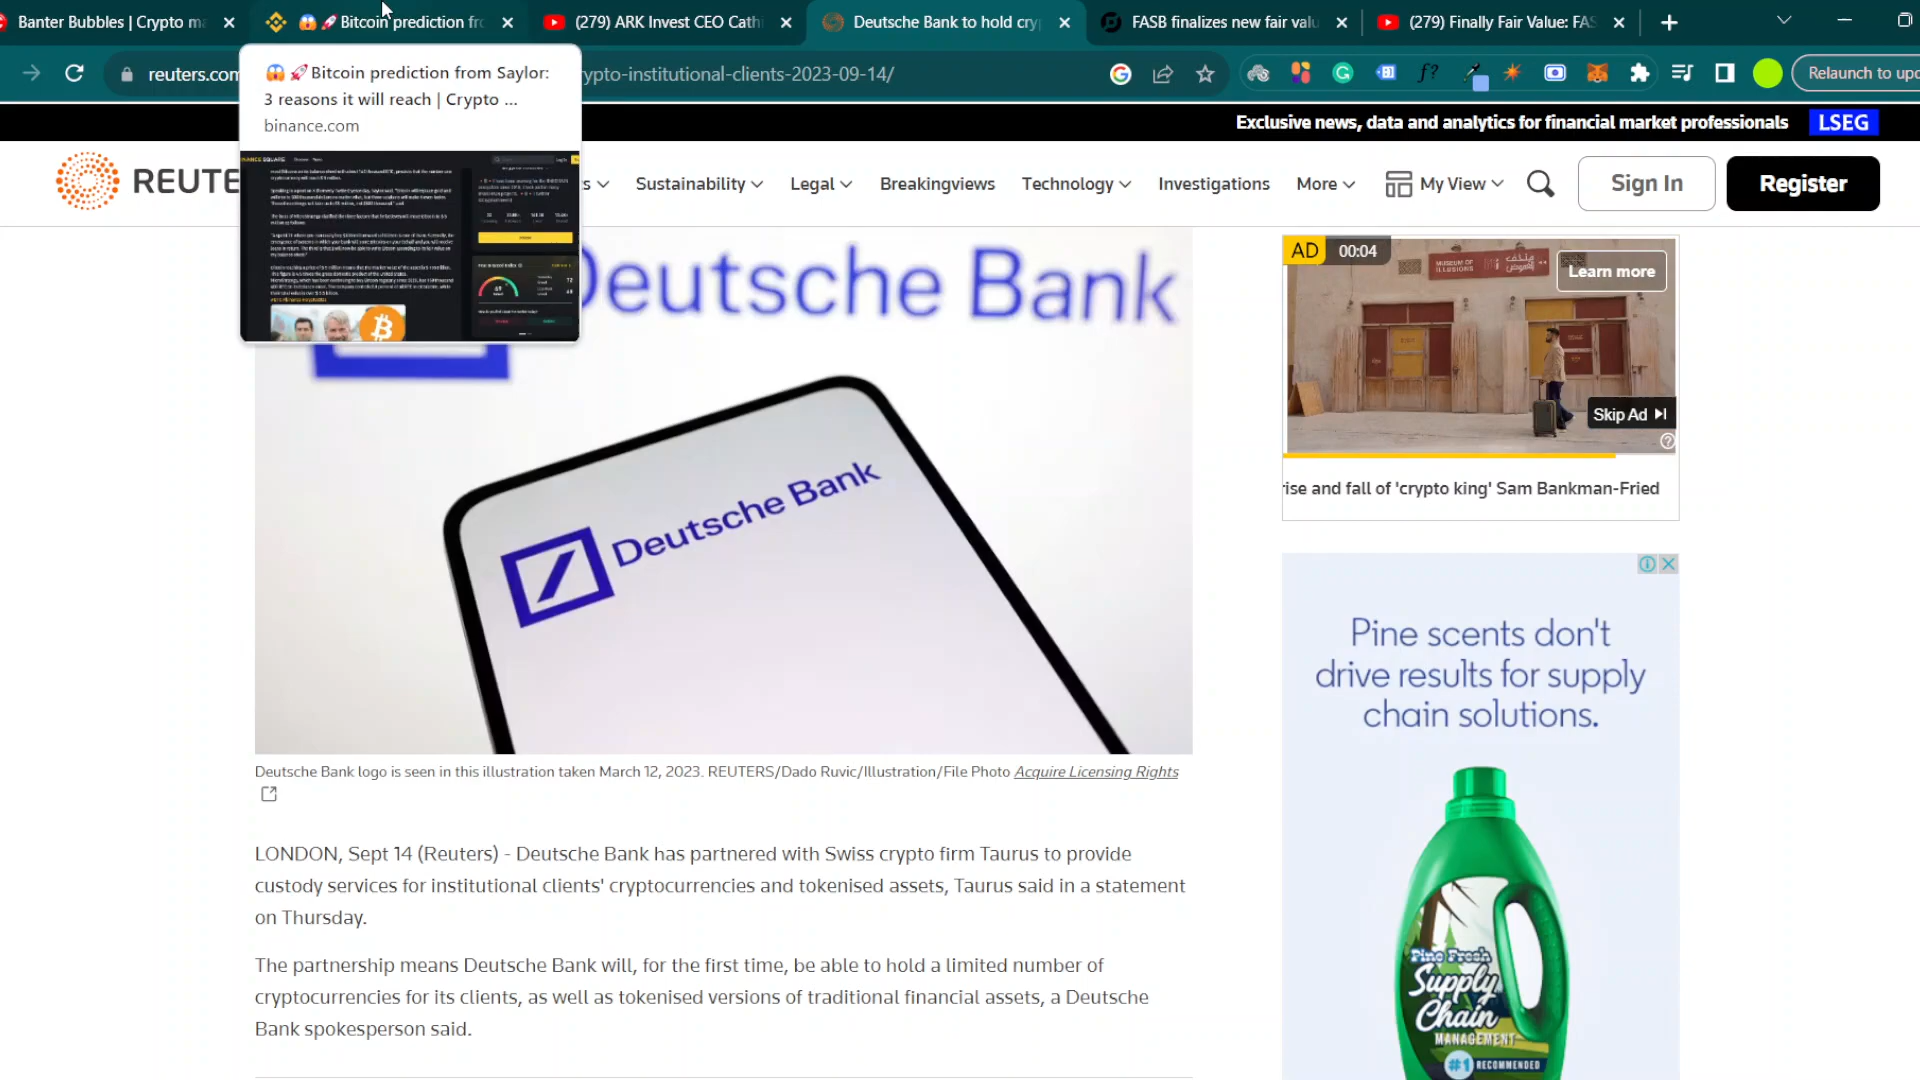 Banter Bubbles | Crypto ma
😱 🚀Bitcoin prediction fr
(279) ARK Invest CEO Cathi
Deutsche Bank to hold cry
FASB finalizes new fair valu
(279) Finally Fair Value: FAS
reuters.com
ypto-institutional-clients-2023-09-14/
Relaunch to upd
😱 🚀Bitcoin prediction from Saylor:
3 reasons it will reach | Crypto ...
binance.com
Exclusive news, data and analytics for financial market professionals
LSEG
REUTE
s
Sustainability
Legal
Breakingviews
Technology
Investigations
More
My View
Sign In
Register
Deutsche Bank
Deutsche Bank
AD 00:04
MUSEUM OF
ILLUSIONS
Learn more
Skip Ad
ise and fall of 'crypto king' Sam Bankman-Fried
Pine scents don't
drive results for supply
chain solutions.
Pine Fresh
Supply
Chain
MANAGEMENT
#1 RECOMMENDED
Deutsche Bank logo is seen in this illustration taken March 12, 2023. REUTERS/Dado Ruvic/Illustration/File Photo Acquire Licensing Rights
LONDON, Sept 14 (Reuters) - Deutsche Bank has partnered with Swiss crypto firm Taurus to provide
custody services for institutional clients' cryptocurrencies and tokenised assets, Taurus said in a statement
on Thursday.
The partnership means Deutsche Bank will, for the first time, be able to hold a limited number of
cryptocurrencies for its clients, as well as tokenised versions of traditional financial assets, a Deutsche
Bank spokesperson said.